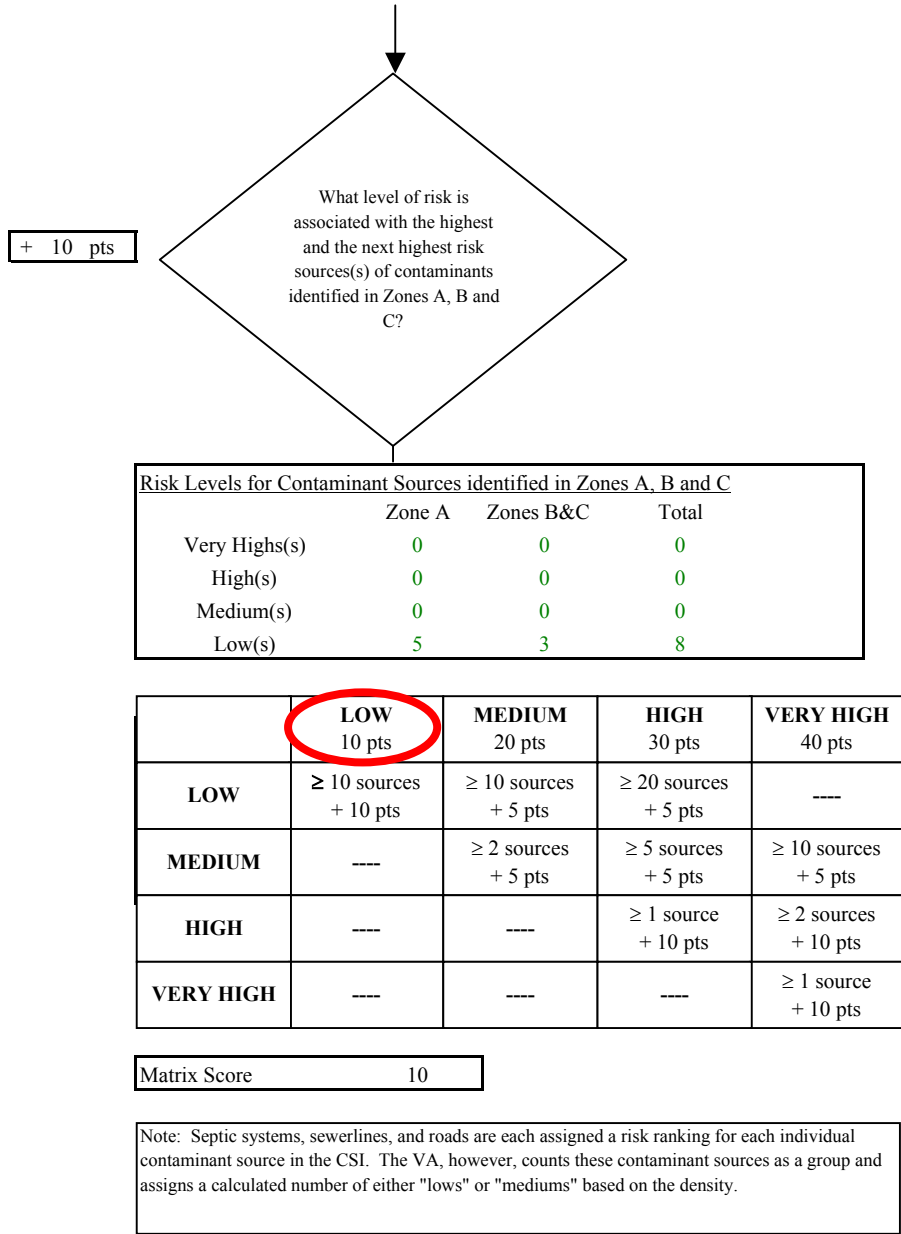 What level of risk is
associated with the highest
and the next highest risk
sources(s) of contaminants
identified in Zones A, B and
C?
+ 10 pts
Risk Levels for Contaminant Sources identified in Zones A, B and C
Zone A Zones B&C Total
Very Highs(s) 0 0 0
High(s) 0 0 0
Medium(s) 0 0 0
Low(s) 5 3 8
LOW MEDIUM HIGH VERY HIGH
10 pts 20 pts 30 pts 40 pts
LOW ≥ 10 sources ≥ 10 sources ≥ 20 sources ----
+ 10 pts + 5 pts + 5 pts
MEDIUM ---- ≥ 2 sources ≥ 5 sources ≥ 10 sources
+ 5 pts + 5 pts + 5 pts
HIGH ---- ---- ≥ 1 source ≥ 2 sources
+ 10 pts + 10 pts
VERY HIGH ---- ---- ---- ≥ 1 source
+ 10 pts
Matrix Score 10
Note: Septic systems, sewerlines, and roads are each assigned a risk ranking for each individual
contaminant source in the CSI. The VA, however, counts these contaminant sources as a group and
assigns a calculated number of either "lows" or "mediums" based on the density.